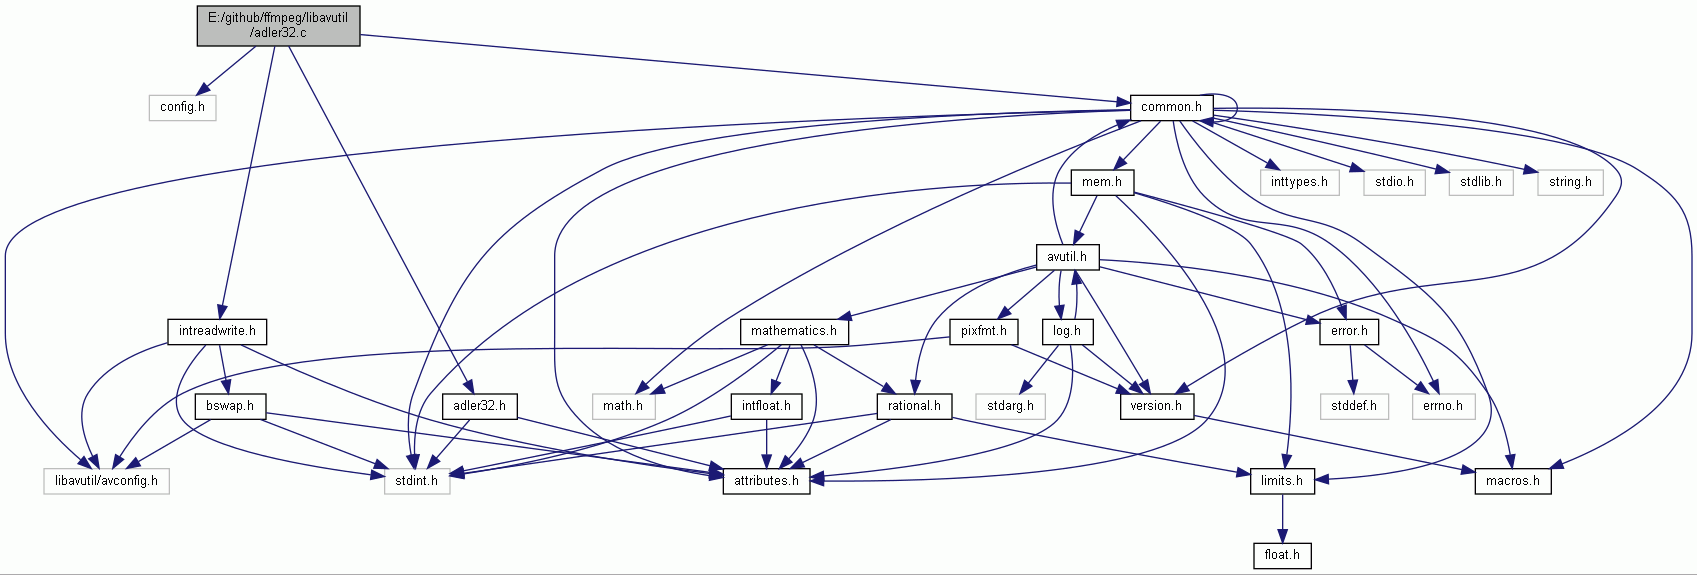 E:/github/ffmpeg/libavutil
/adler32.c
config.h
common.h
mem.h
inttypes.h
stdio.h
stdlib.h
string.h
avutil.h
intreadwrite.h
mathematics.h
pixfmt.h
log.h
error.h
bswap.h
adler32.h
math.h
intfloat.h
rational.h
stdarg.h
version.h
stddef.h
errno.h
libavutil/avconfig.h
stdint.h
attributes.h
limits.h
macros.h
float.h